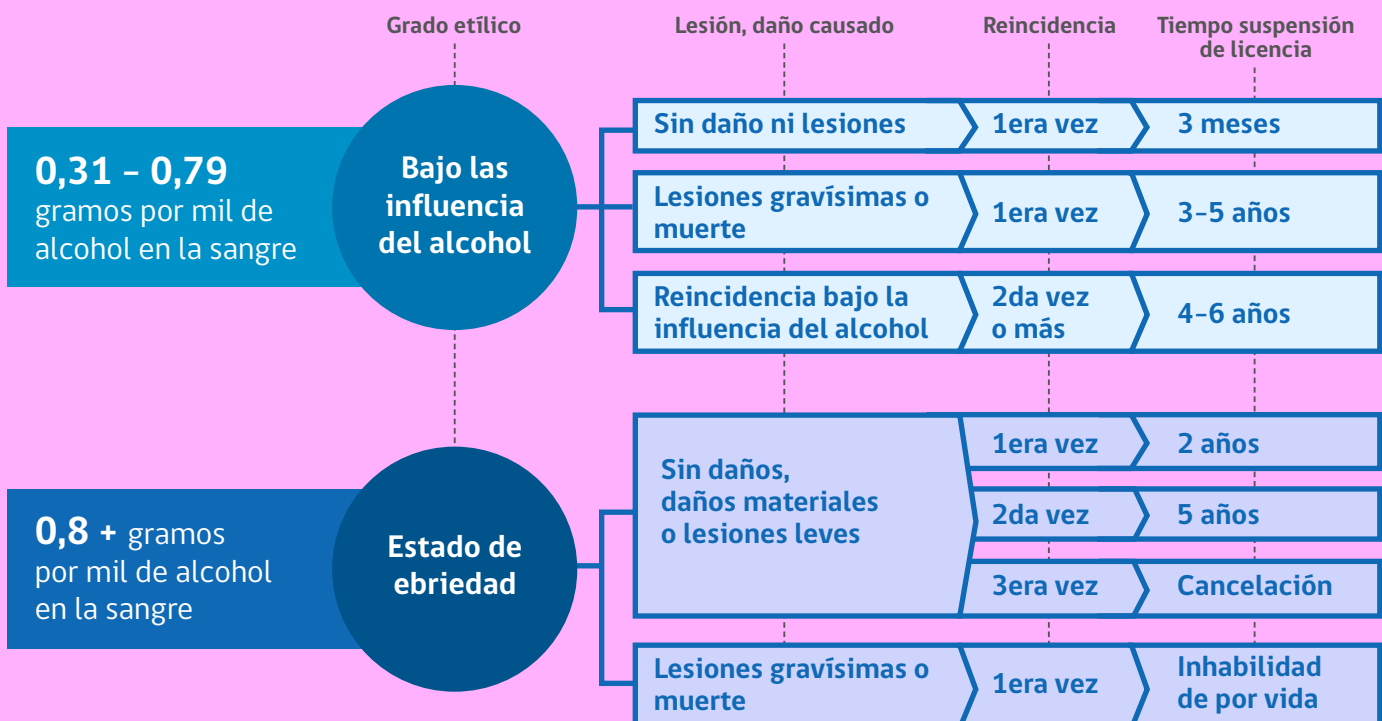 Grado etílico
Lesión, daño causado
Reincidencia
Tiempo suspensión
de licencia
0,31 – 0,79
gramos por mil de
alcohol en la sangre
Bajo las
influencia
del alcohol
Sin daño ni lesiones
1era vez
3 meses
Lesiones gravísimas o
muerte
1era vez
3-5 años
Reincidencia bajo la
influencia del alcohol
2da vez
o más
4-6 años
0,8 + gramos
por mil de alcohol
en la sangre
Estado de
ebriedad
Sin daños,
daños materiales
o lesiones leves
1era vez
2 años
2da vez
5 años
3era vez
Cancelación
Lesiones gravísimas o
muerte
1era vez
Inhabilidad
de por vida